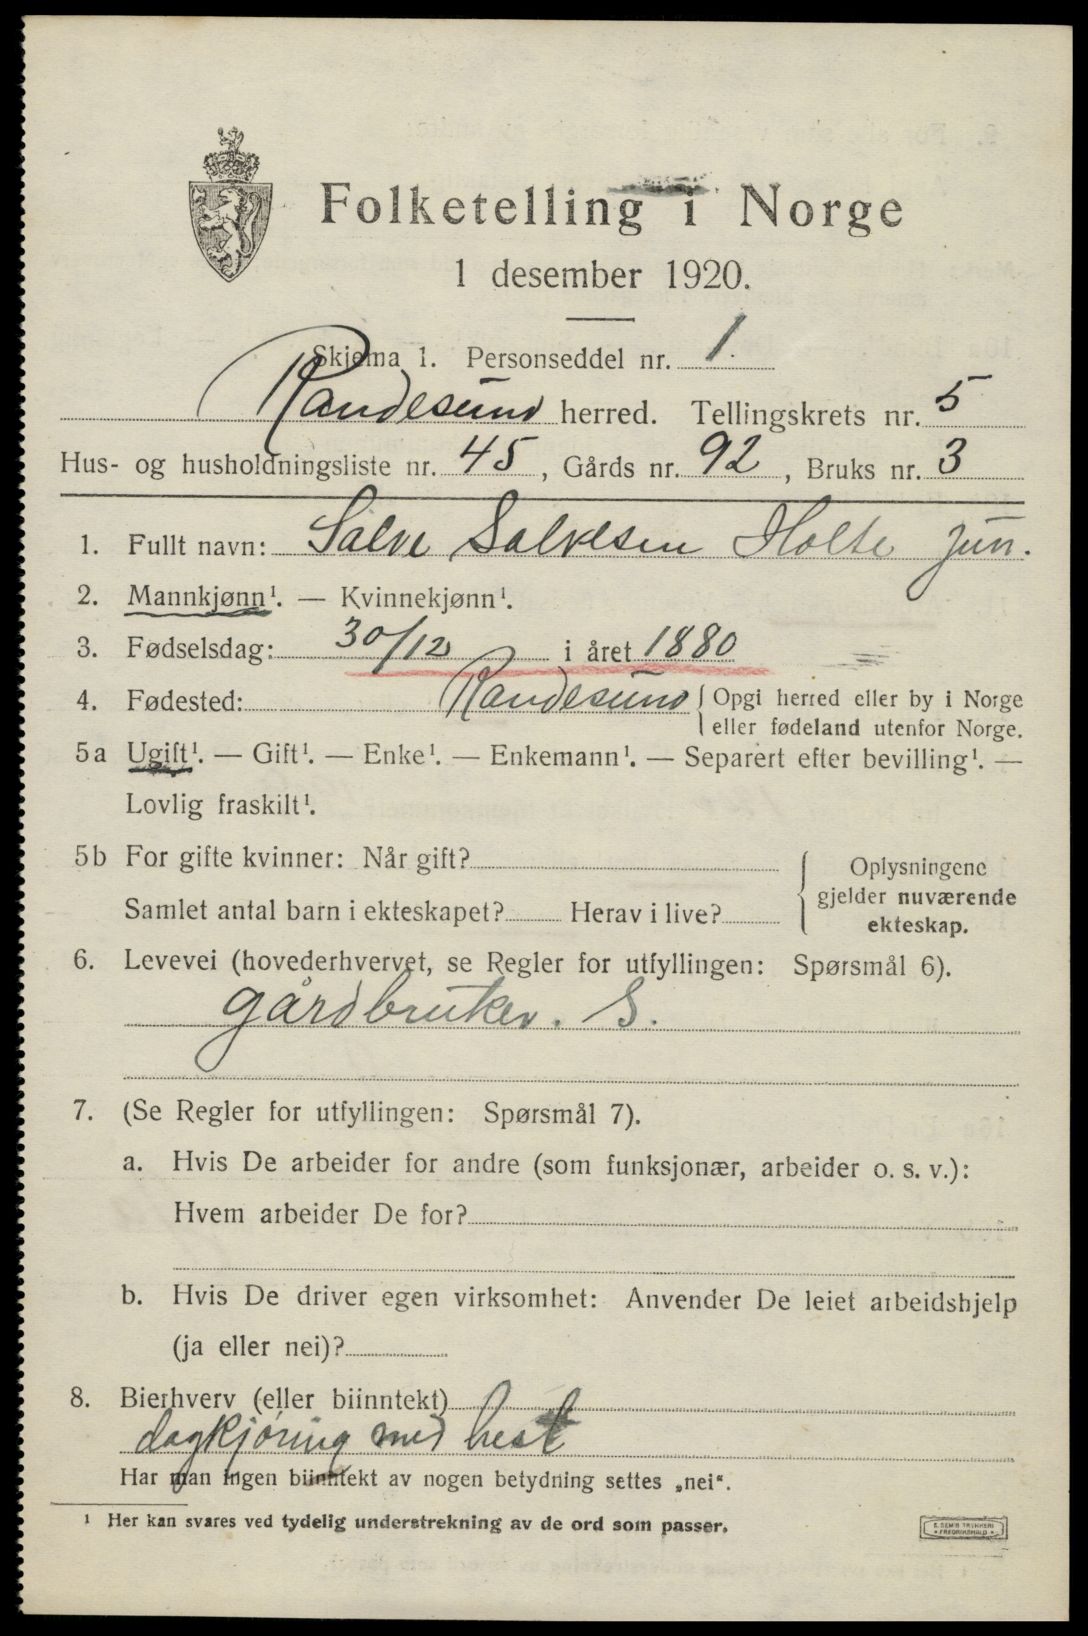 Folketelling i Norge
1 desember 1920.
Skjema 1. Personseddel nr. 1.
Randesund herred. Tellingskrets nr. 5
Hus- og husholdningsliste nr. 45, Gårds nr. 92, Bruks nr. 3
1. Fullt navn: Salve Salvesen Holte jun.
2. Mannkjønn¹. — Kvinnekjønn¹.
3. Fødselsdag: 30/12 i året 1880
4. Fødested: Randesund { Opgi herred eller by i Norge
eller fødeland utenfor Norge.
5a Ugift¹. — Gift¹. — Enke¹. — Enkemann¹. — Separert efter bevilling¹. —
Lovlig fraskilt¹.
5b For gifte kvinner: Når gift?
Samlet antal barn i ekteskapet? Herav i live?
{ Oplysningene
gjelder nuværende
ekteskap.
6. Levevei (hovederhvervet, se Regler for utfyllingen: Spørsmål 6).
gårdbruker. S.
7. (Se Regler for utfyllingen: Spørsmål 7).
a. Hvis De arbeider for andre (som funksjonær, arbeider o. s. v.):
Hvem arbeider De for?
b. Hvis De driver egen virksomhet: Anvender De leiet arbeidshjelp
(ja eller nei)?
8. Bierhverv (eller biinntekt)
dagkjøring med hest
Har man ingen biinntekt av nogen betydning settes „nei“.
¹ Her kan svares ved tydelig understrekning av de ord som passer.
E. SEM'S TRYKKERI
• FREDRIKSHALD •